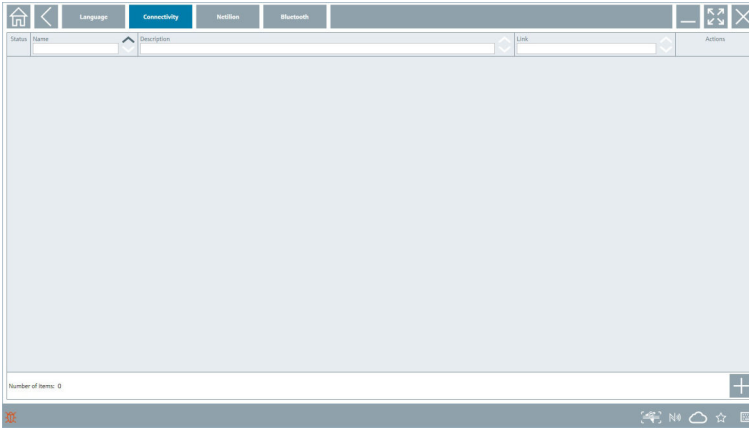 Language Connectivity Netilion Bluetooth
Status Name Description Link Actions
Number of items: 0